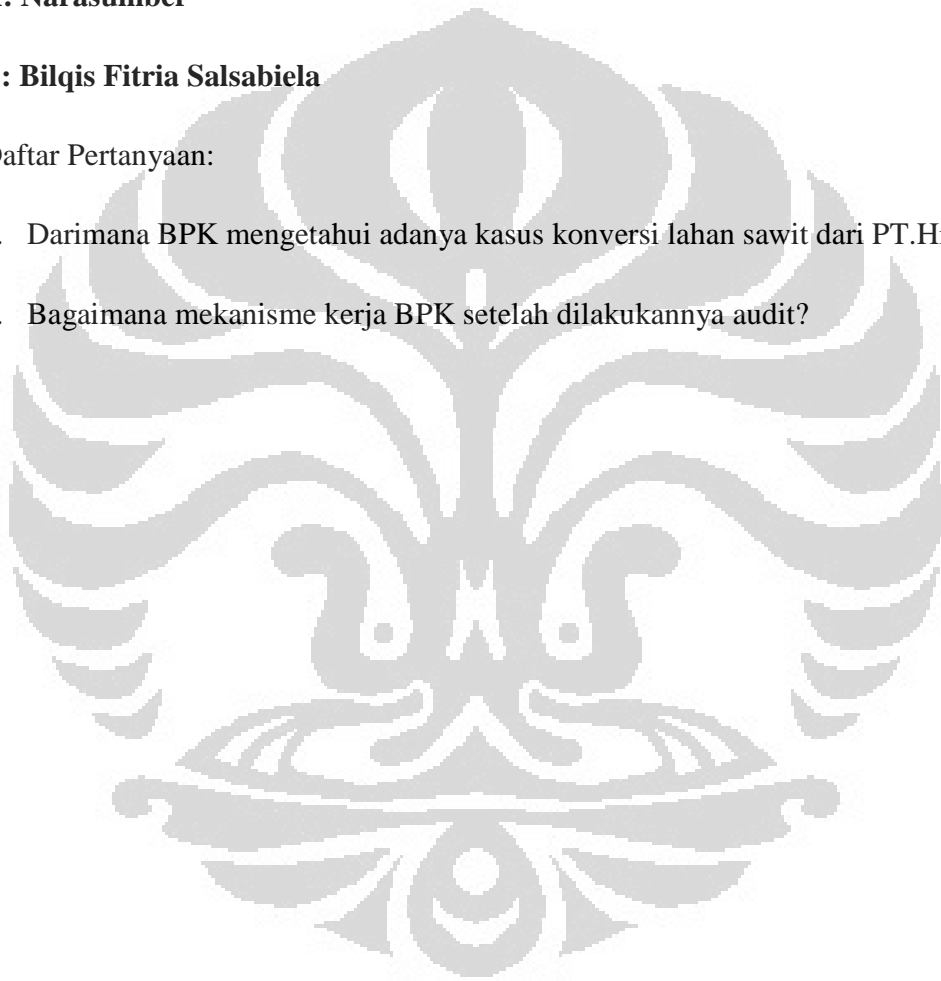 : Narasumber
: Bilqis Fitria Salsabiela
Daftar Pertanyaan:
. Darimana BPK mengetahui adanya kasus konversi lahan sawit dari PT.H
. Bagaimana mekanisme kerja BPK setelah dilakukannya audit?